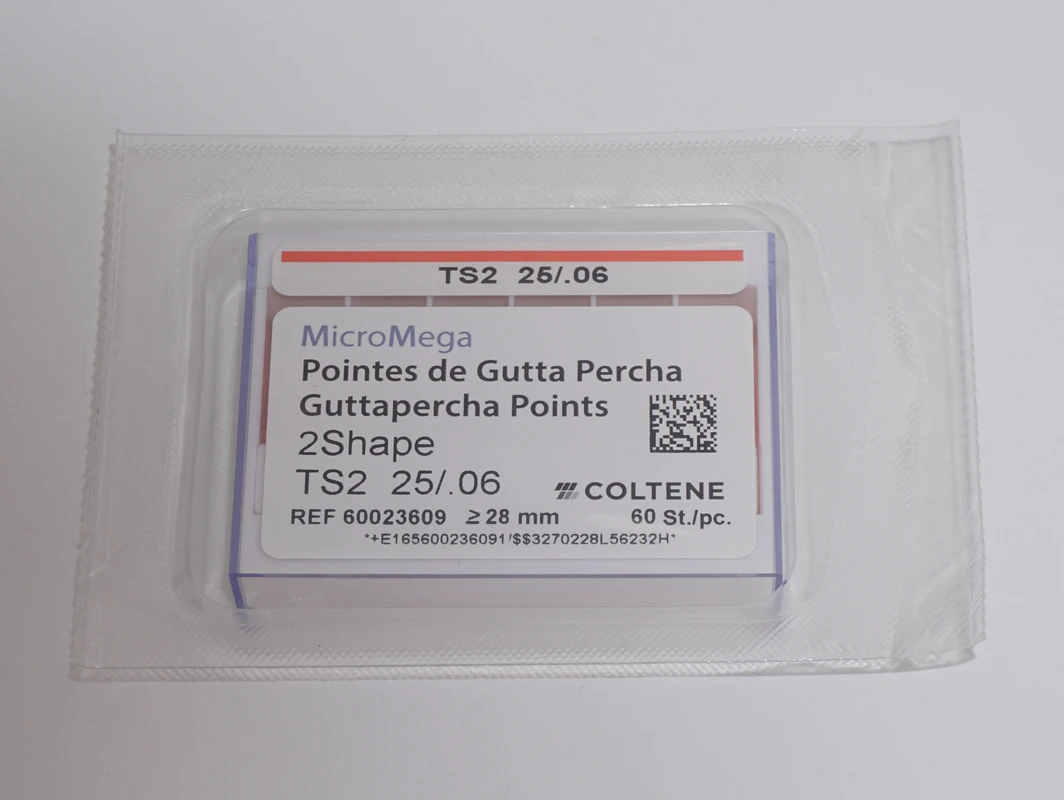 TS2 25/.06
MicroMega
Pointes de Gutta Percha
Guttapercha Points
2Shape
TS2 25/.06
COLTENE
REF 60023609 ≥ 28 mm 60 St./pc.
*+E165600236091/$$3270228L56232H*